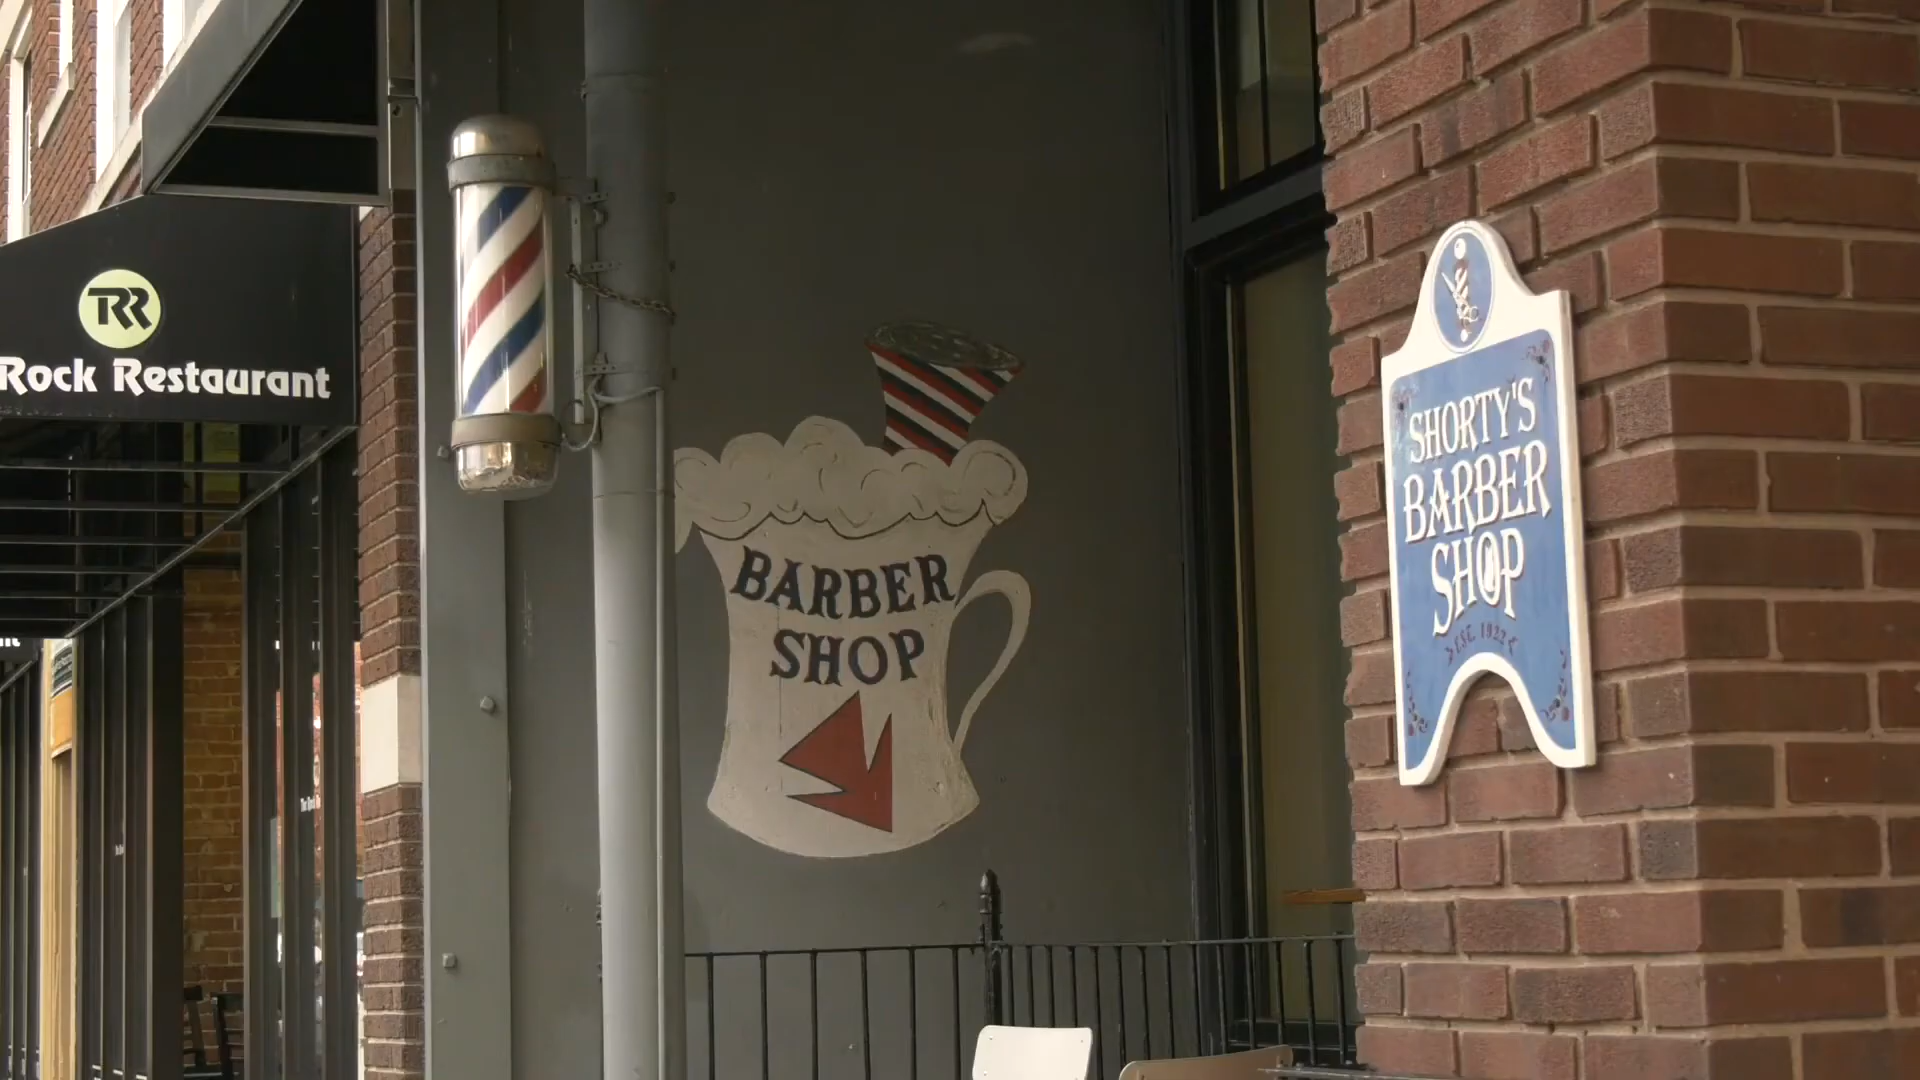 TRR
Rock Restaurant
BARBER
SHOP
SHORTY'S
BARBER
SHOP
EST. 1922